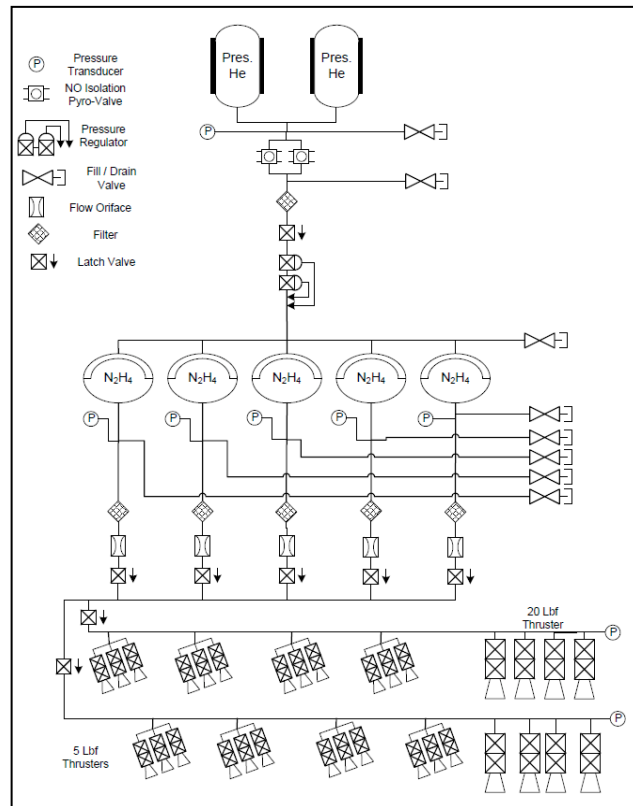 P
Pressure
Transducer
NO Isolation
Pyro-Valve
Pressure
Regulator
Fill / Drain
Valve
Flow Oriface
Filter
Latch Valve
Pres.
He
Pres.
He
P
N₂H₄
N₂H₄
N₂H₄
N₂H₄
N₂H₄
P
P
P
P
P
20 Lbf
Thruster
P
5 Lbf
Thrusters
P